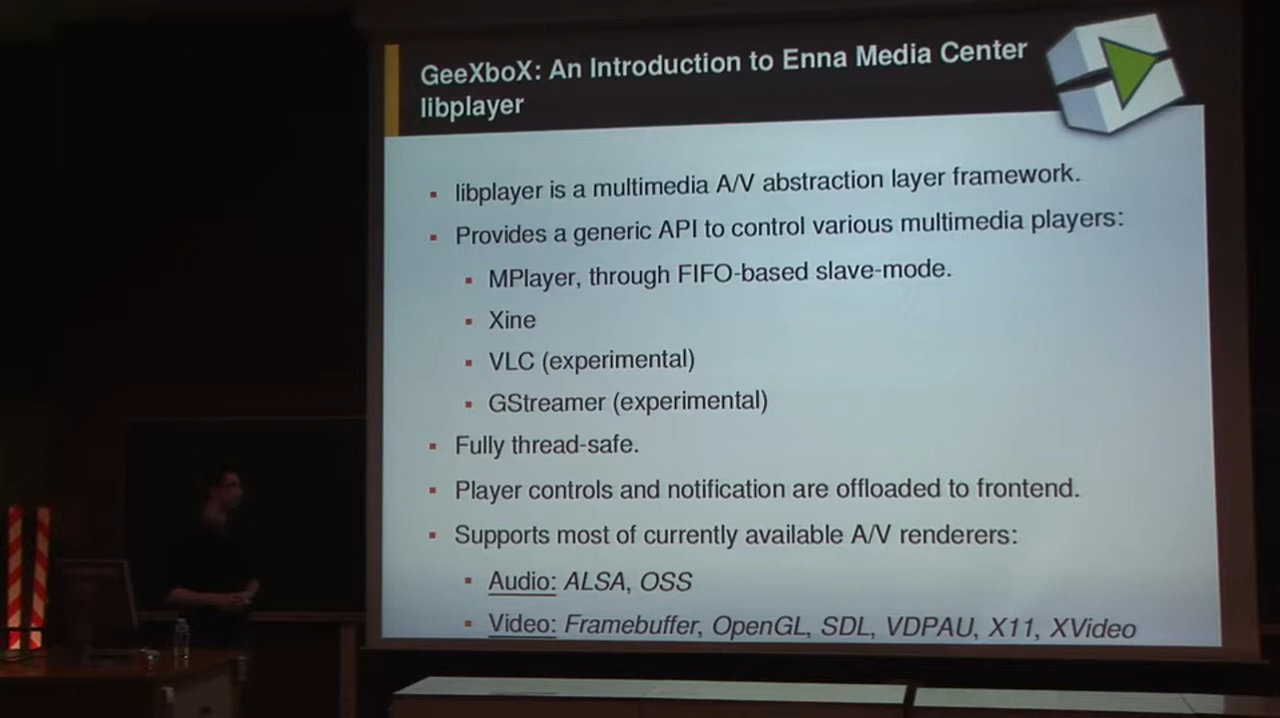 GeeXboX: An Introduction to Enna Media Center
libplayer
libplayer is a multimedia A/V abstraction layer framework.
Provides a generic API to control various multimedia players:
MPlayer, through FIFO-based slave-mode.
Xine
VLC (experimental)
GStreamer (experimental)
Fully thread-safe.
Player controls and notification are offloaded to frontend.
Supports most of currently available A/V renderers:
Audio: ALSA, OSS
Video: Framebuffer, OpenGL, SDL, VDPAU, X11, XVideo